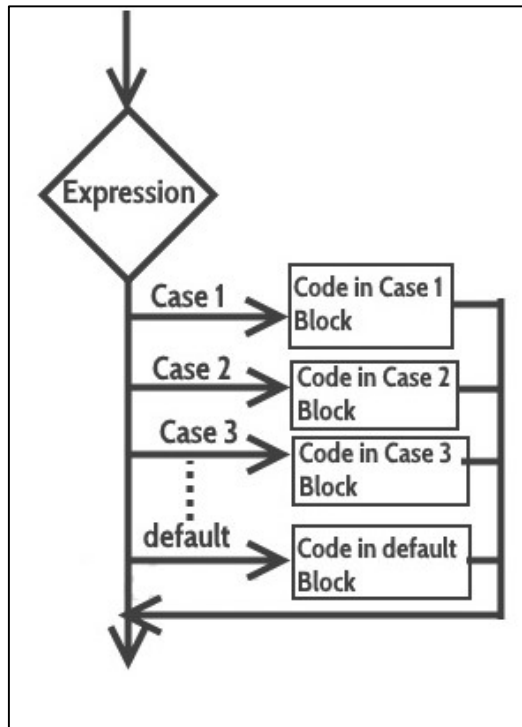 Expression
Case 1
Code in Case 1
Block
Case 2
Code in Case 2
Block
Case 3
Code in Case 3
Block
default
Code in default
Block